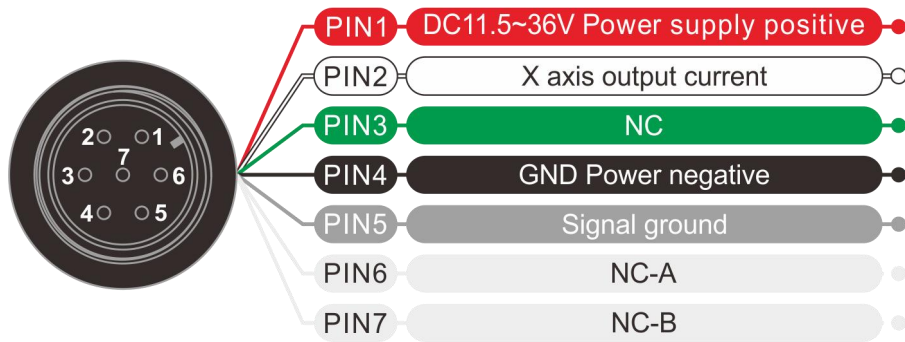 PIN1 DC11.5~36V Power supply positive
PIN2 X axis output current
PIN3 NC
PIN4 GND Power negative
PIN5 Signal ground
PIN6 NC-A
PIN7 NC-B
2 1
7
3 6
4 5